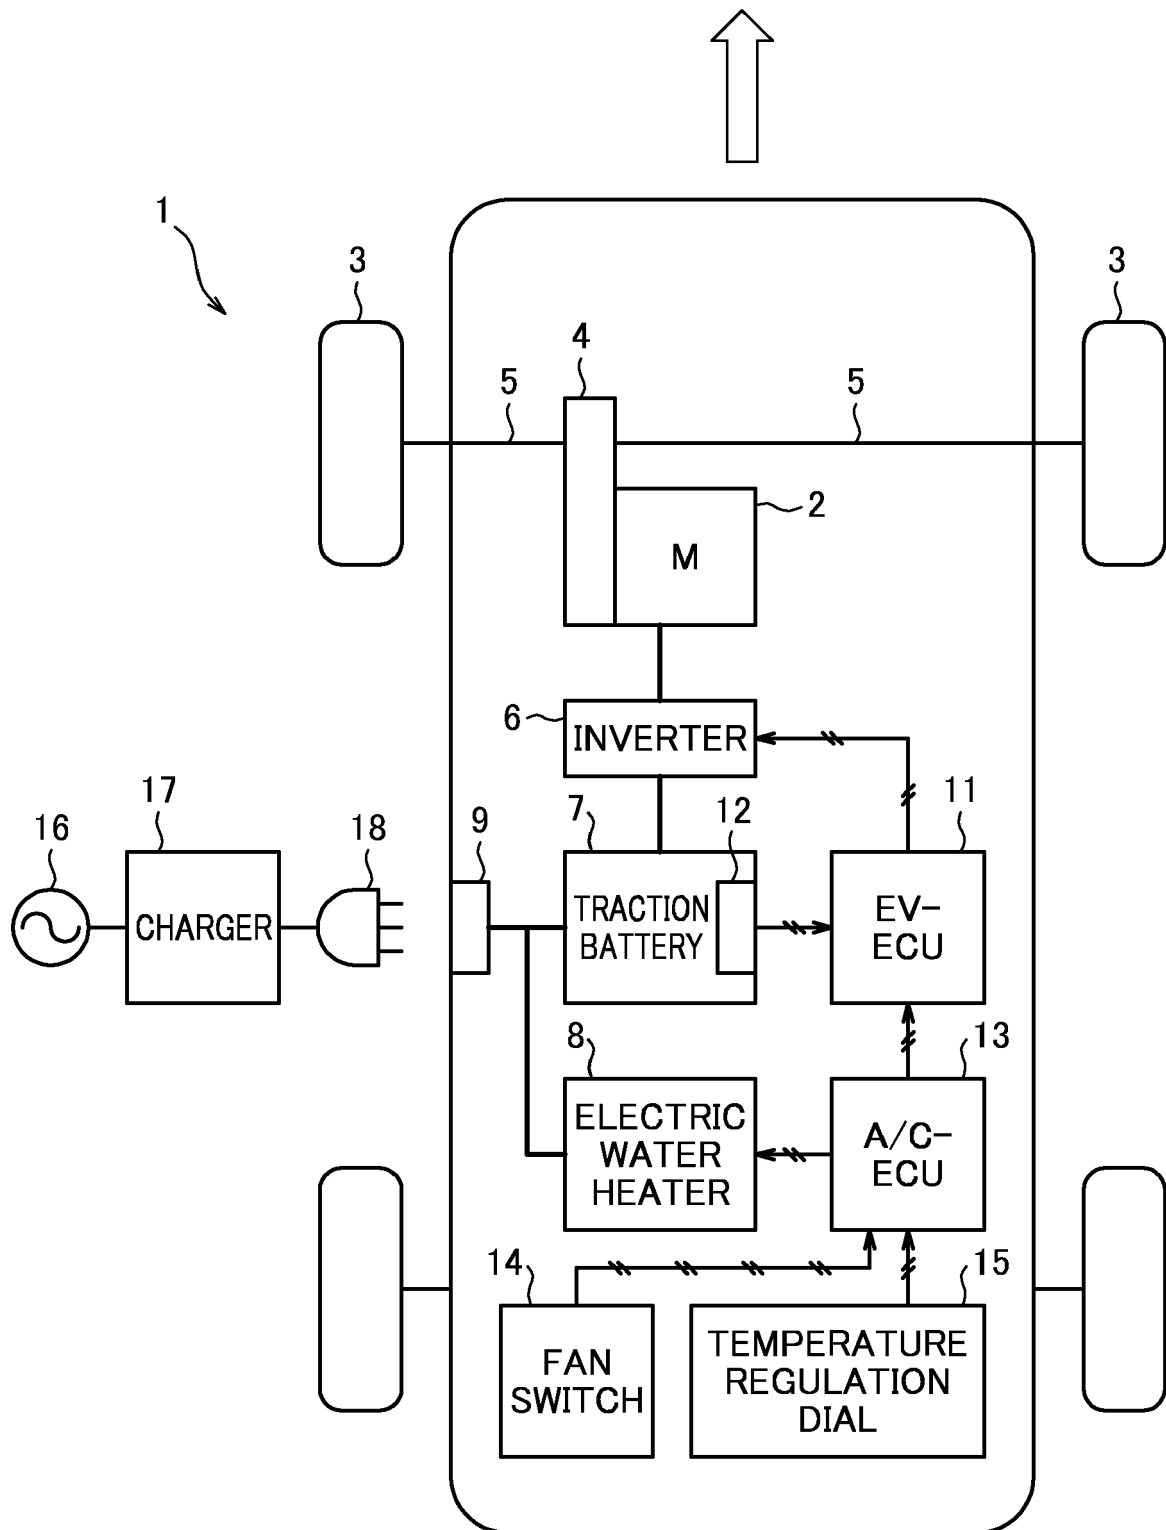 1
3
3
4
5
5
2
M
6
INVERTER
17
16
18
9
7
12
11
CHARGER
TRACTION
BATTERY
EV-
ECU
8
13
ELECTRIC
WATER
HEATER
A/C-
ECU
14
15
FAN
SWITCH
TEMPERATURE
REGULATION
DIAL